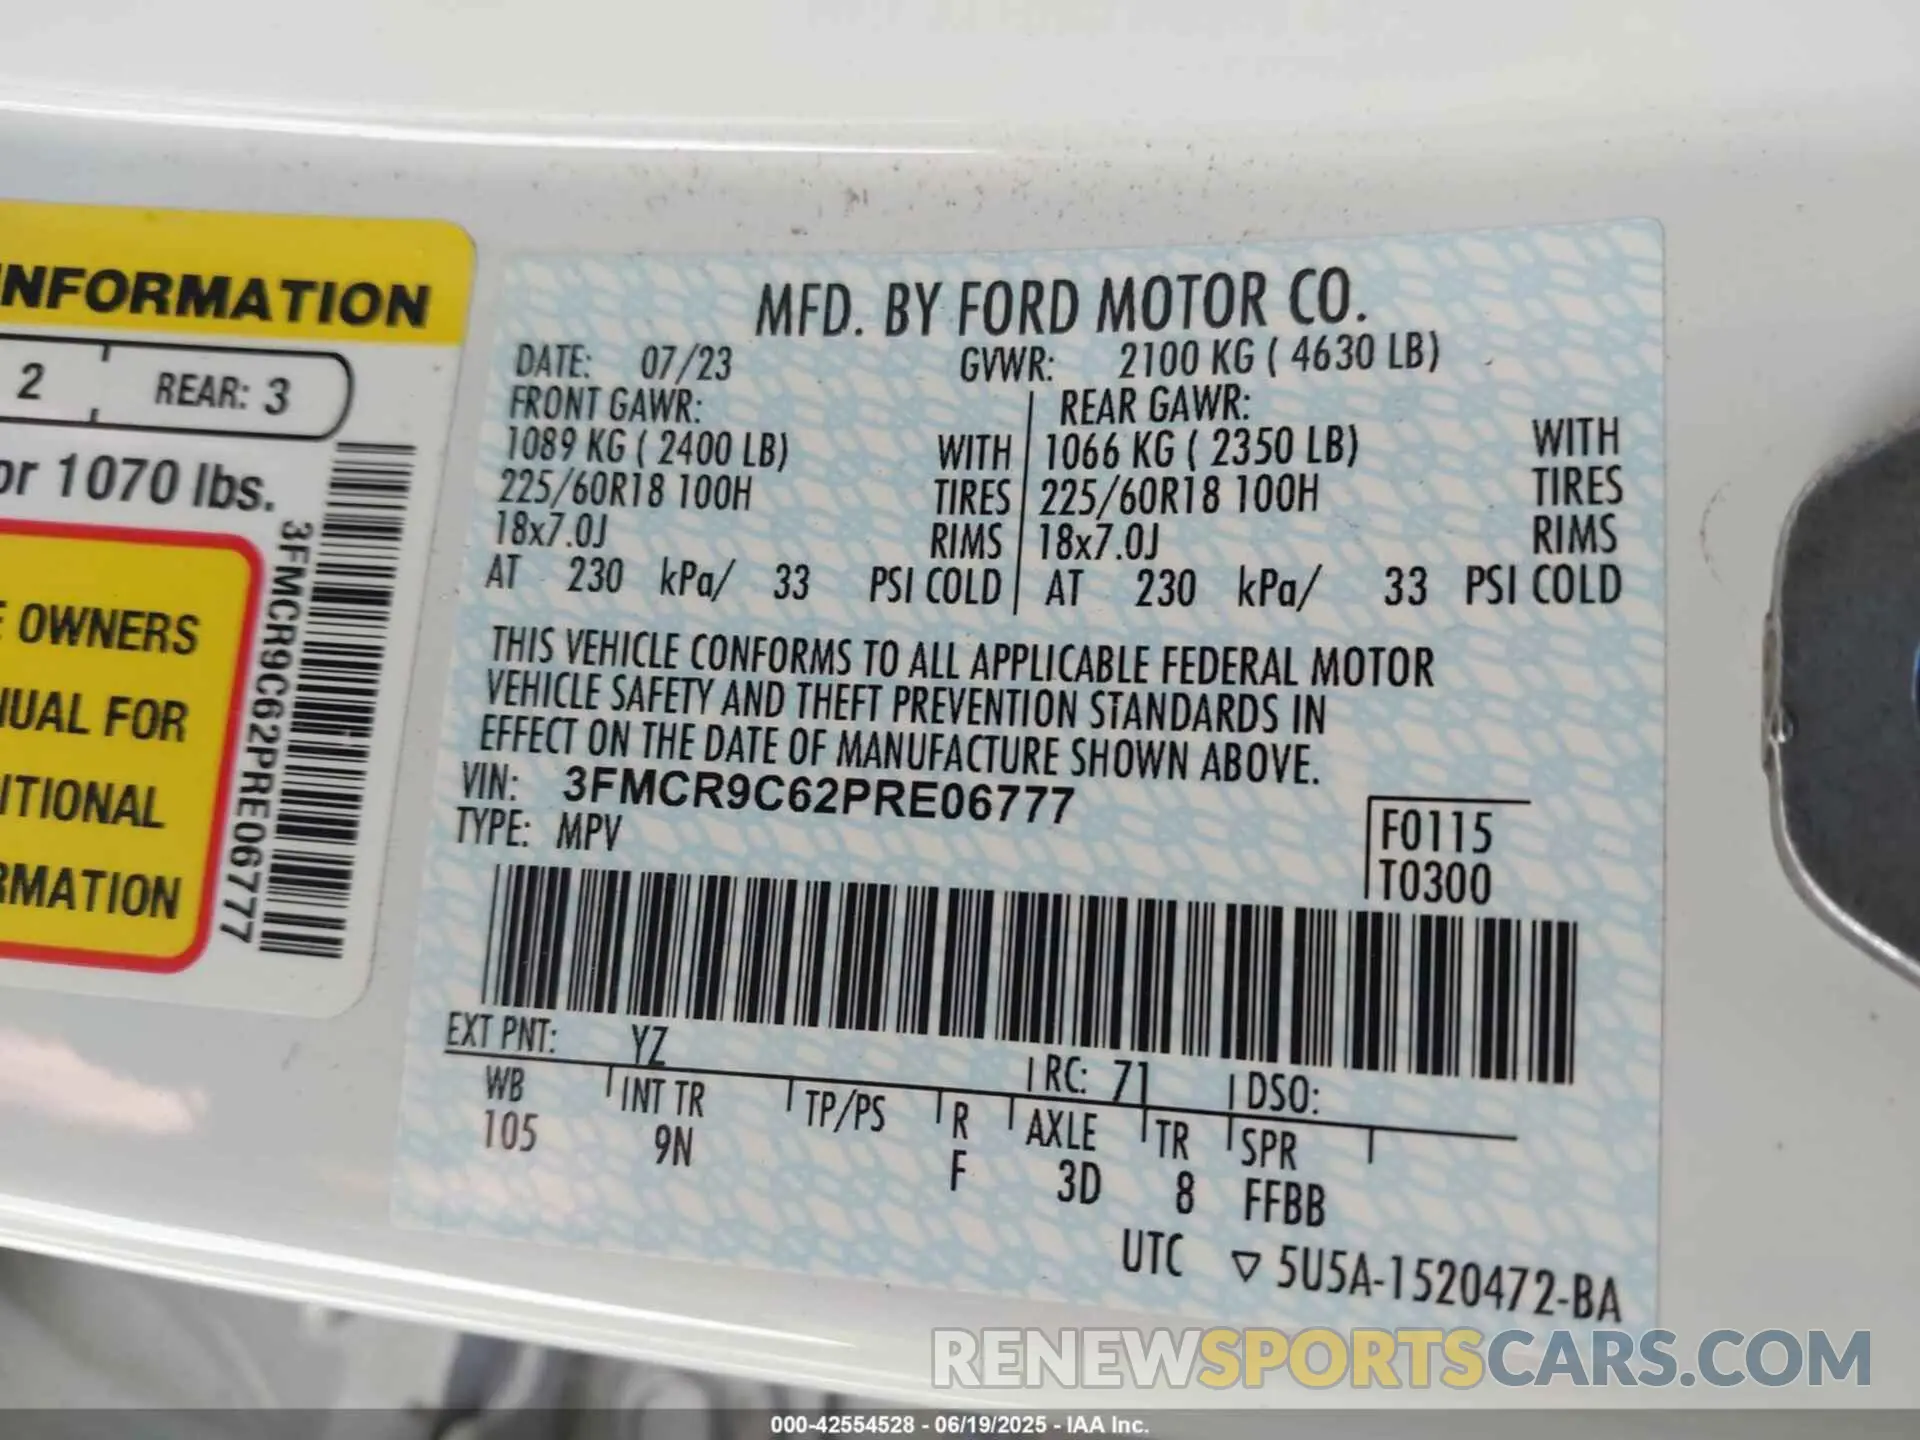 INFORMATION
2 REAR: 3
or 1070 lbs.
OWNERS
FOR
3FMCR9C62PRE06777
MFD. BY FORD MOTOR CO.
DATE: 07/23 GVWR: 2100 KG ( 4630 LB)
FRONT GAWR: REAR GAWR:
1089 KG ( 2400 LB) WITH 1066 KG ( 2350 LB) WITH
225/60R18 100H TIRES 225/60R18 100H TIRES
18x7.0J RIMS 18x7.0J RIMS
AT 230 kPa/ 33 PSI COLD AT 230 kPa/ 33 PSI COLD
THIS VEHICLE CONFORMS TO ALL APPLICABLE FEDERAL MOTOR
VEHICLE SAFETY AND THEFT PREVENTION STANDARDS IN
EFFECT ON THE DATE OF MANUFACTURE SHOWN ABOVE.
VIN: 3FMCR9C62PRE06777
TYPE: MPV
F0115
T0300
EXT PNT: YZ RC: 71 DSO:
WB INT TR TP/PS R AXLE TR SPR
105 9N F 3D 8 FFBB
UTC ▽ 5U5A-1520472-BA
RENEWSPORTSCARS.COM
000-42554528 - 06/19/2025 - IAA Inc.